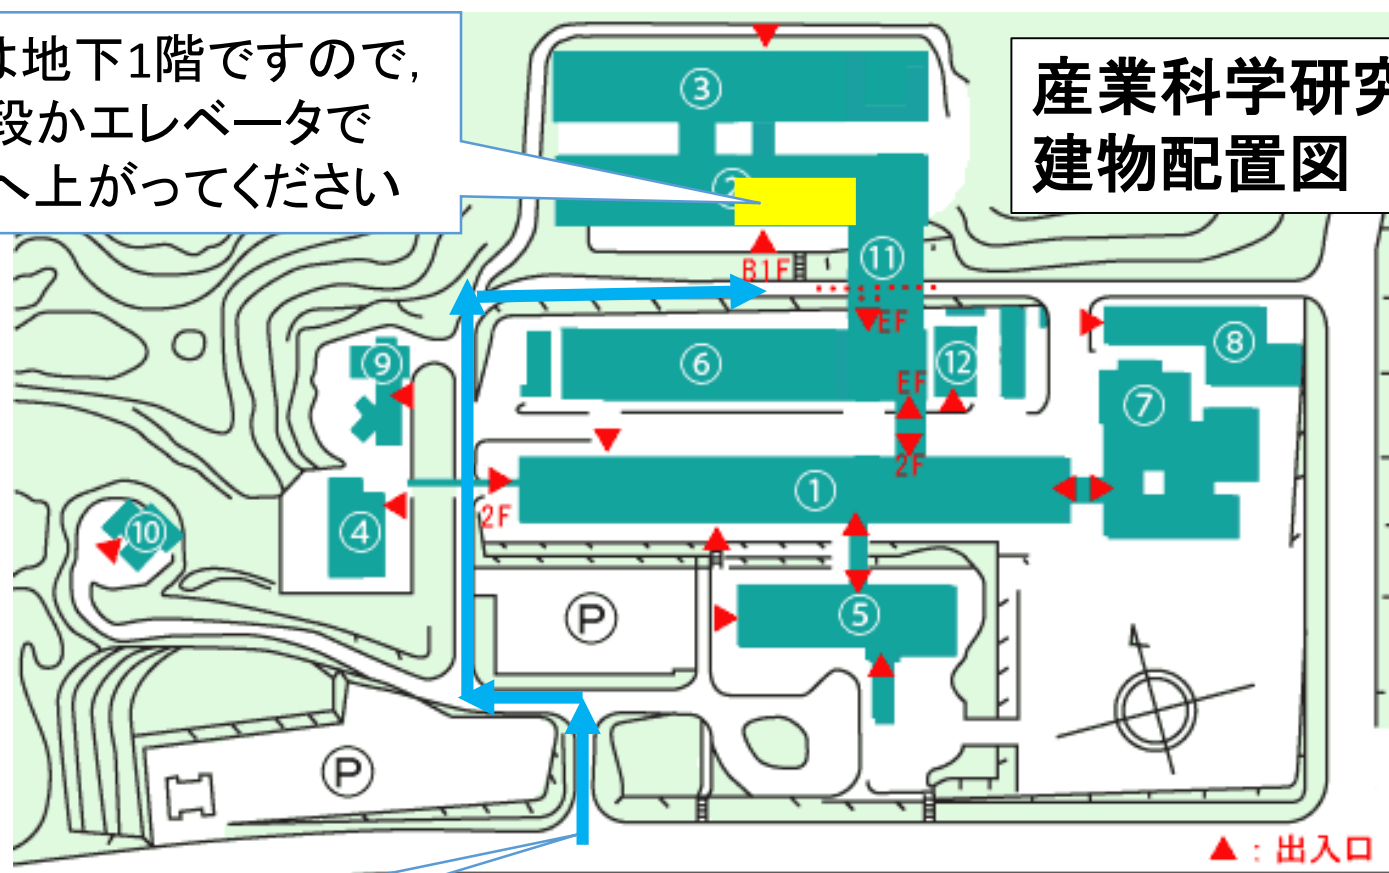 は地下1階ですので,
段かエレベータで
へ上がってください
産業科学研究
建物配置図
③
②
⑪
B1F
EF
⑥
⑫
EF
⑧
⑦
⑨
2F
①
2F
④
⑩
P
⑤
P
▲:出入口